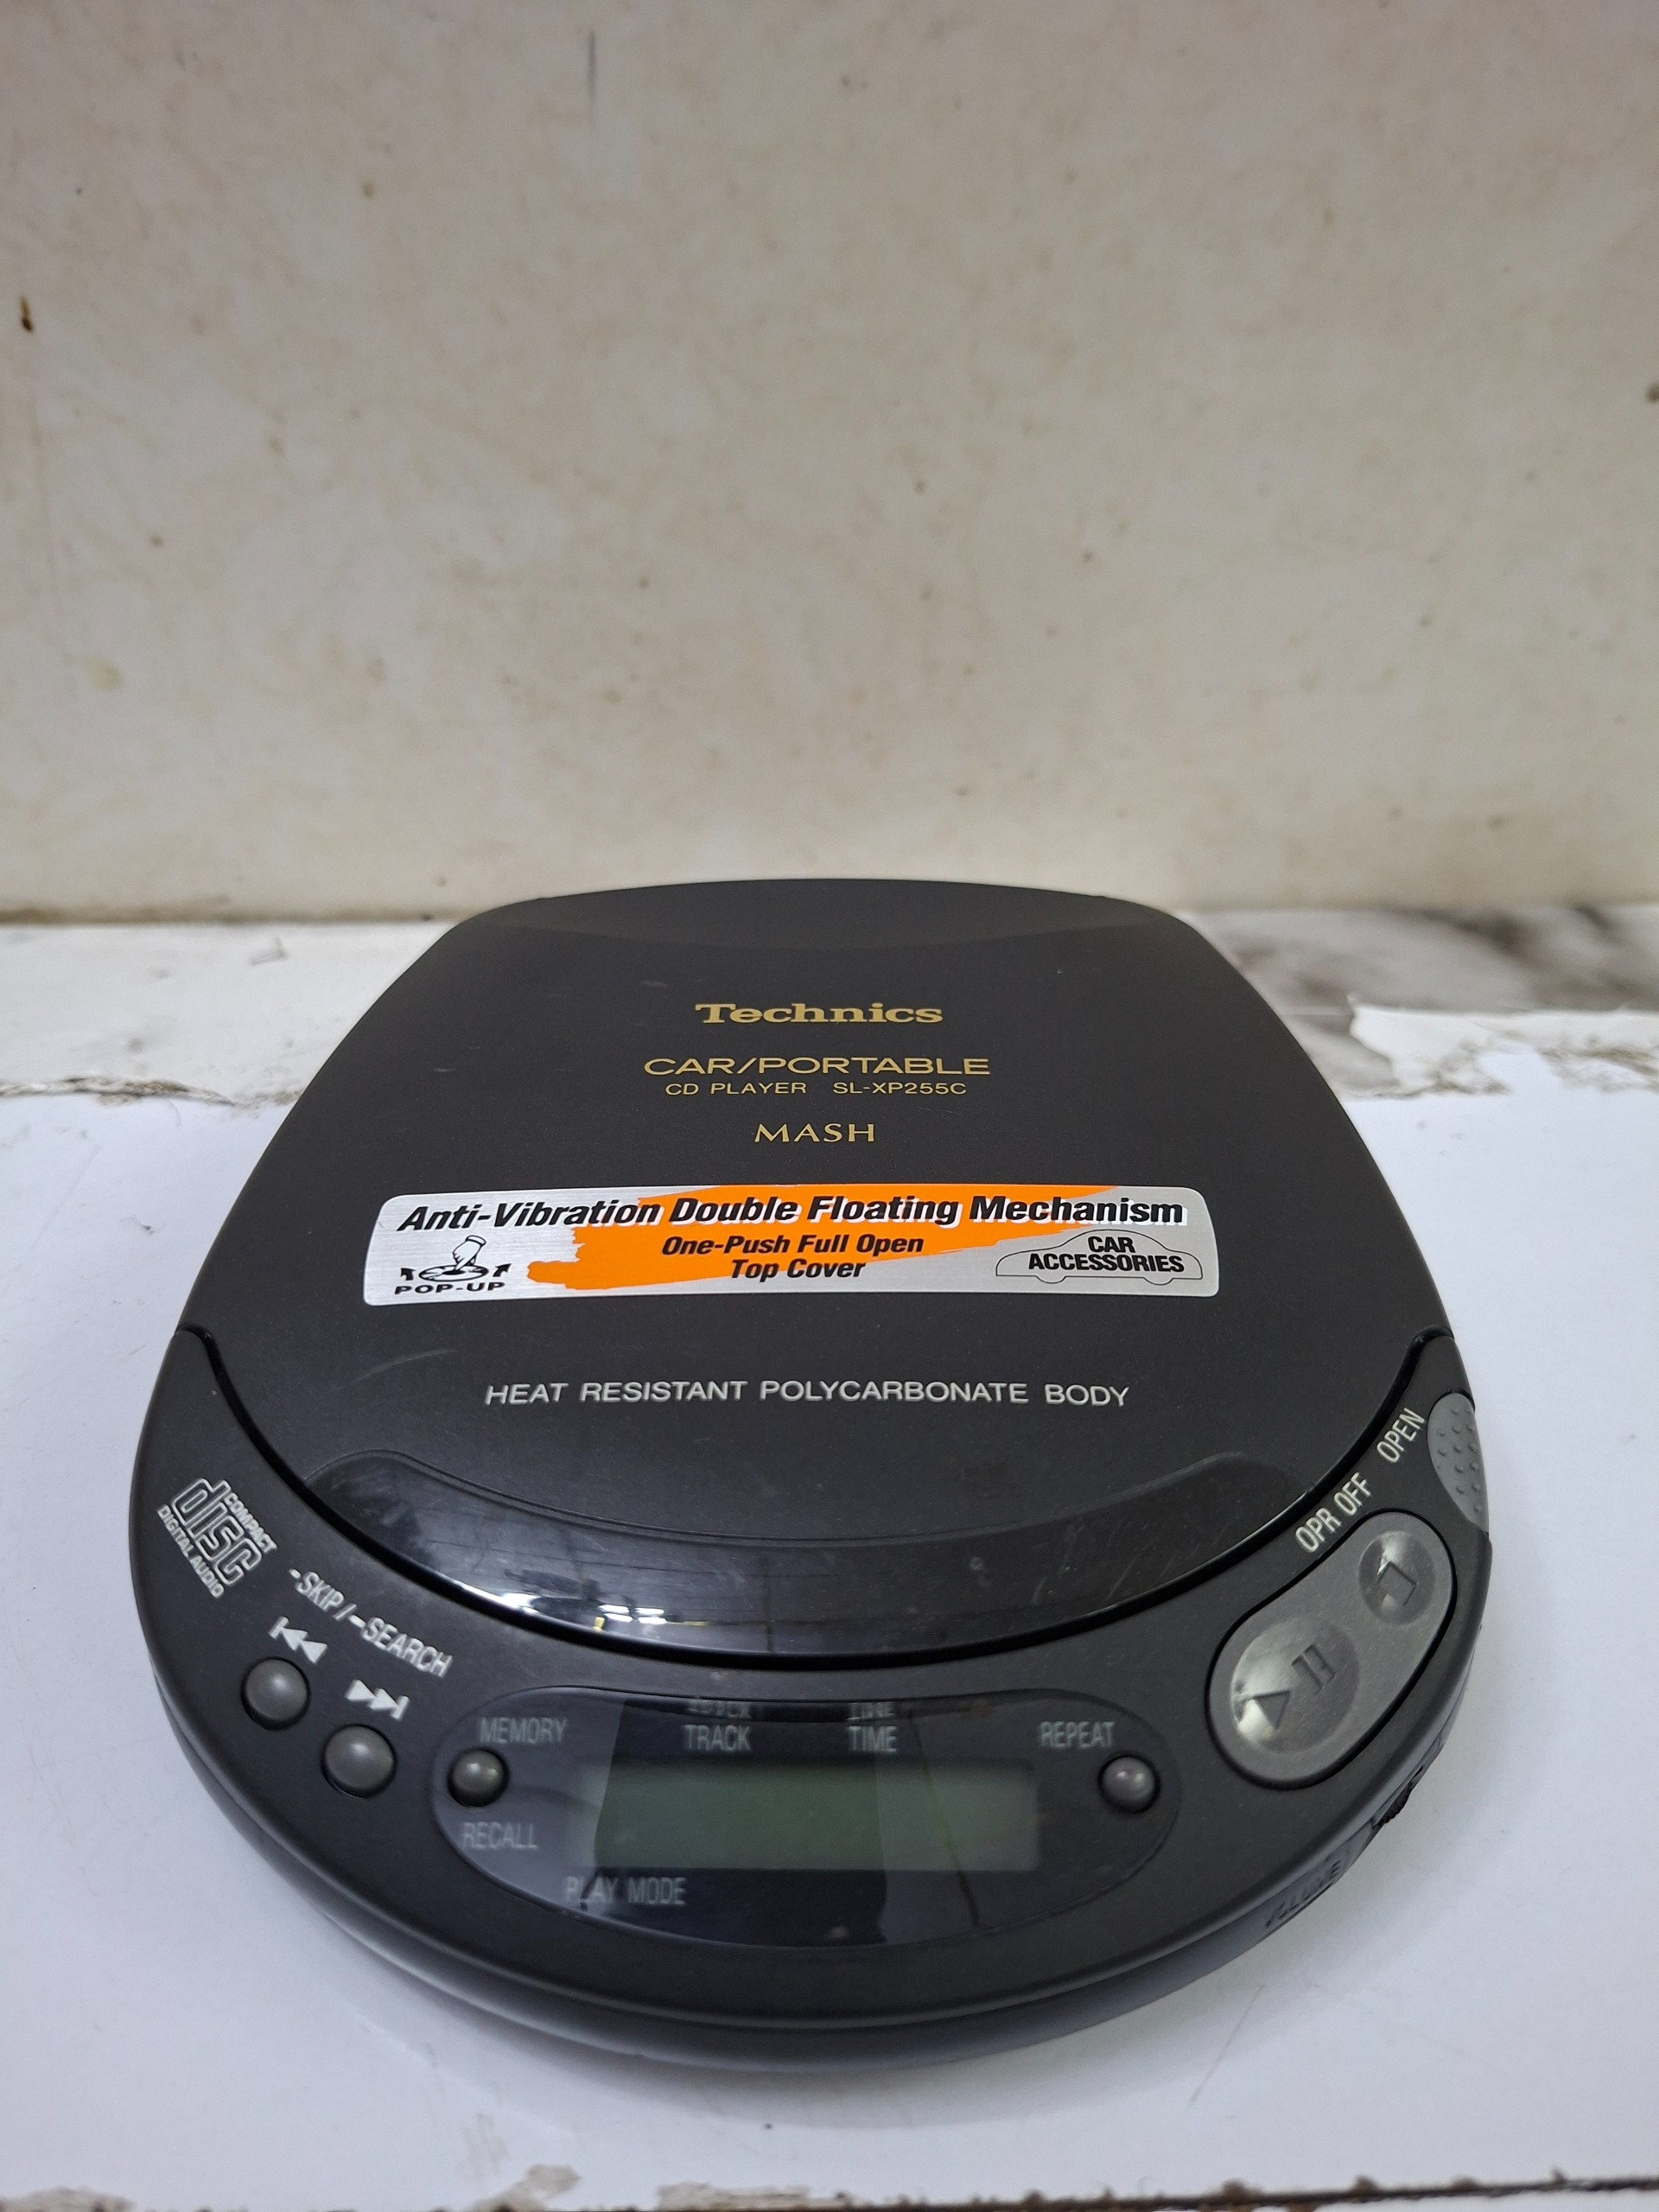 Technics
CAR/PORTABLE
CD PLAYER SL-XP255C
MASH
Anti-Vibration Double Floating Mechanism
One-Push Full Open
Top Cover
POP-UP
CAR
ACCESSORIES
HEAT RESISTANT POLYCARBONATE BODY
OPEN
OPR OFF
COMPACT
disc
DIGITAL AUDIO
-SKIP/–SEARCH
MEMORY
TRACK
TIME
REPEAT
RECALL
PLAY MODE
VOLUME